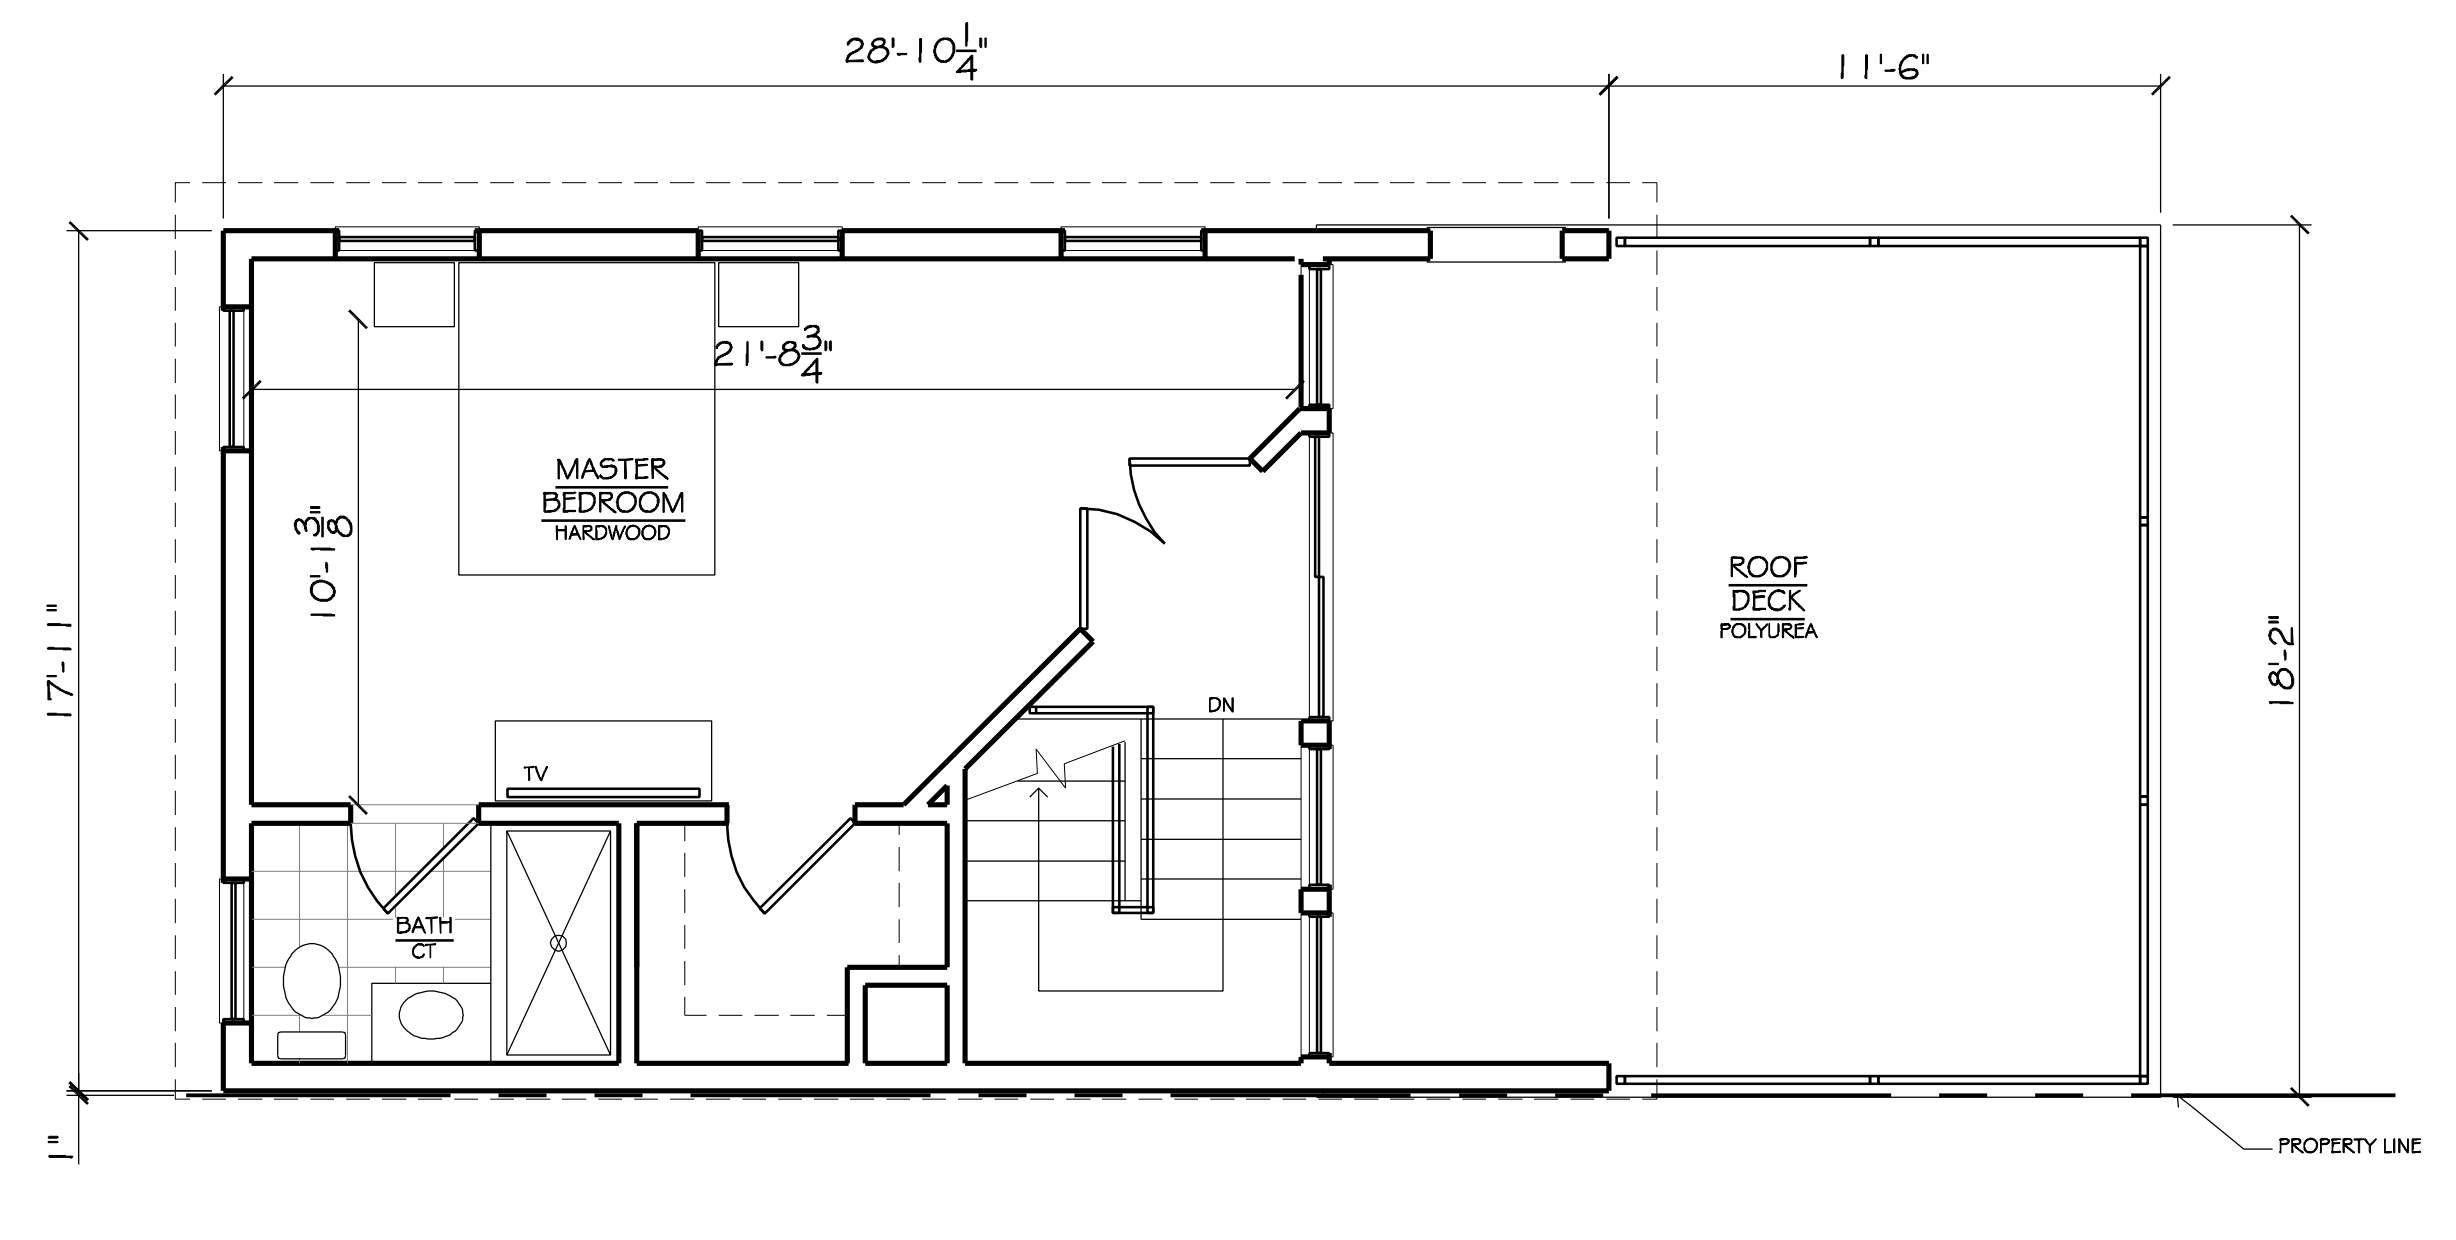 28'-10 1/4"
11'-6"
21'-8 3/4"
MASTER
BEDROOM
HARDWOOD
10'-1 3/8"
17'-11"
ROOF
DECK
POLYUREA
18'-2"
DN
TV
BATH
CT
1"
PROPERTY LINE